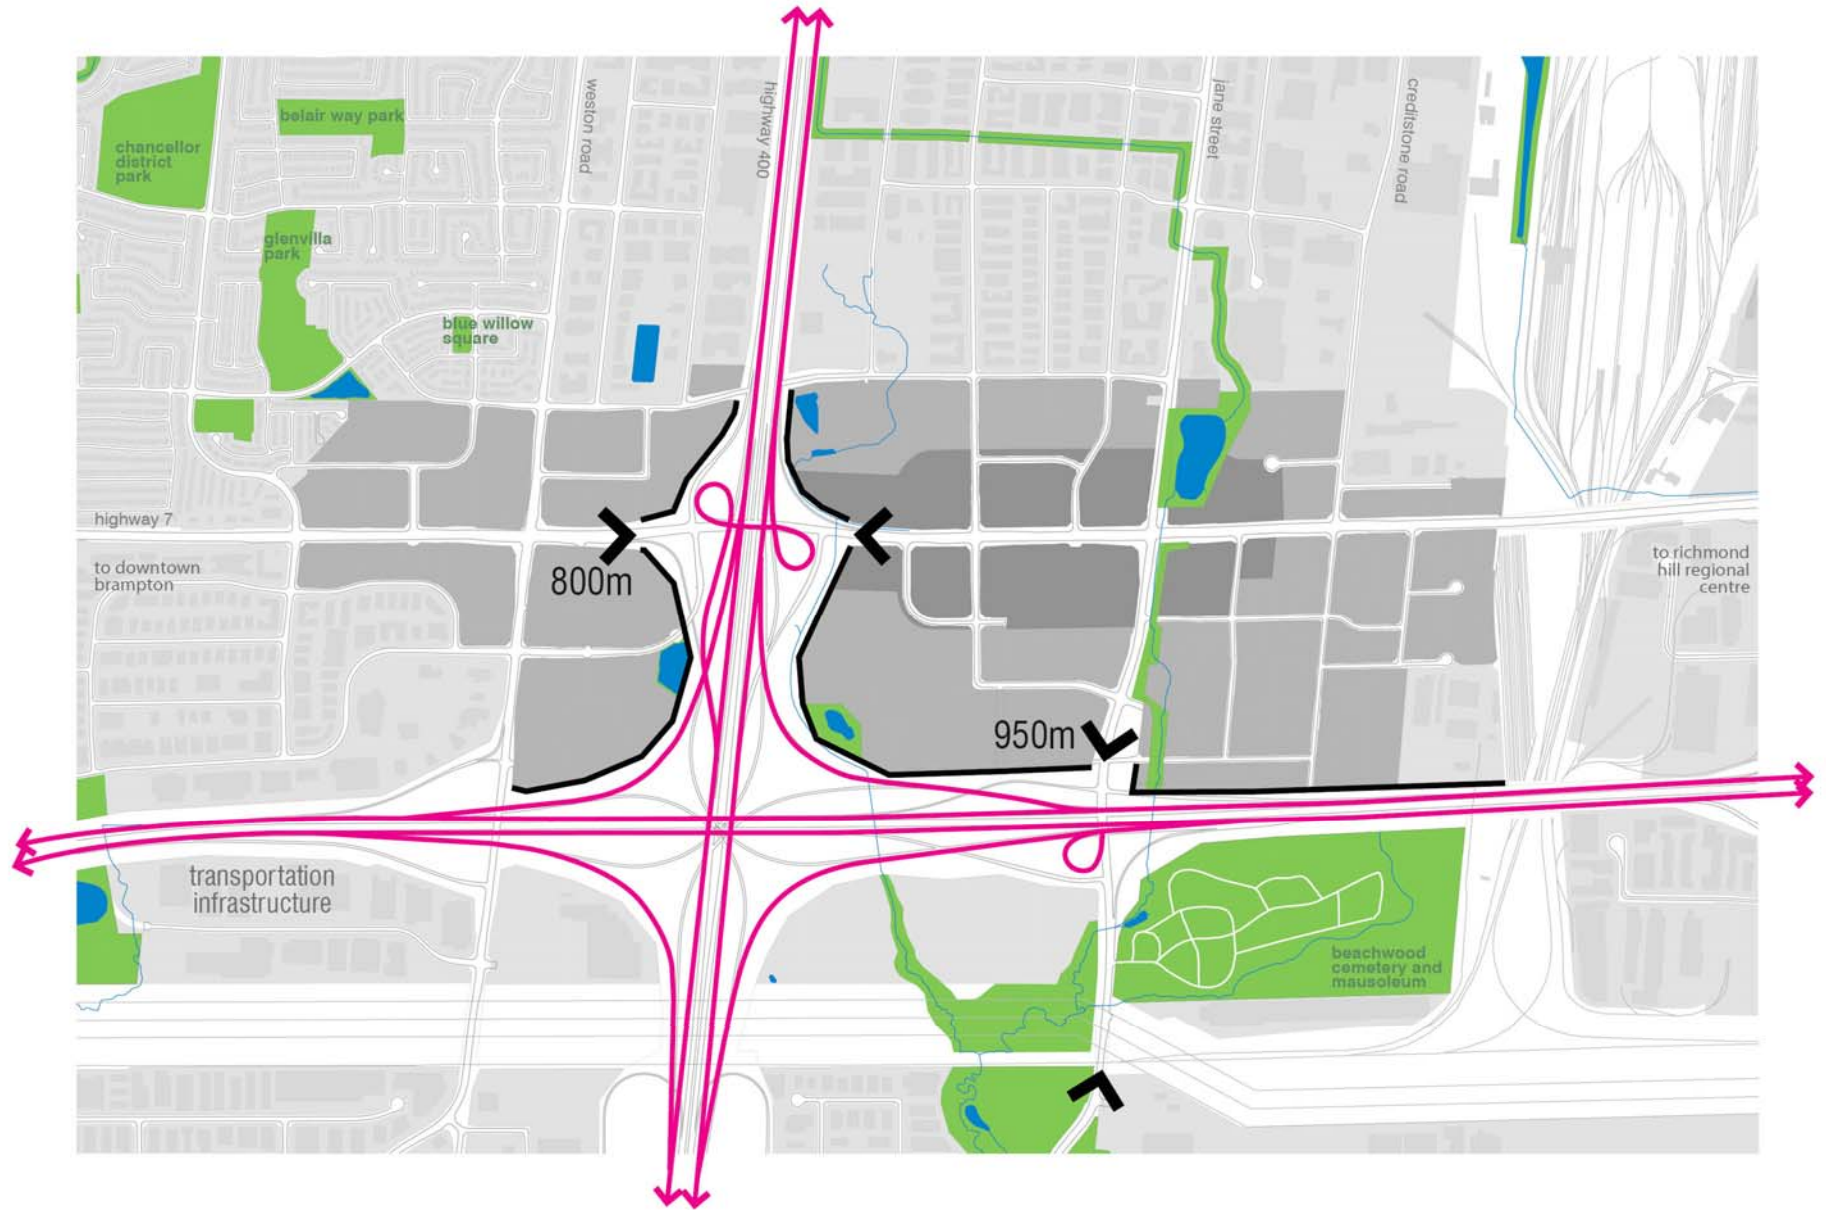 belair way park
chancellor
district
park
glenvilla
park
blue willow
square
weston road
highway 400
jane street
creditstone road
highway 7
to downtown
brampton
800m
to richmond
hill regional
centre
950m
transportation
infrastructure
beachwood
cemetery and
mausoleum